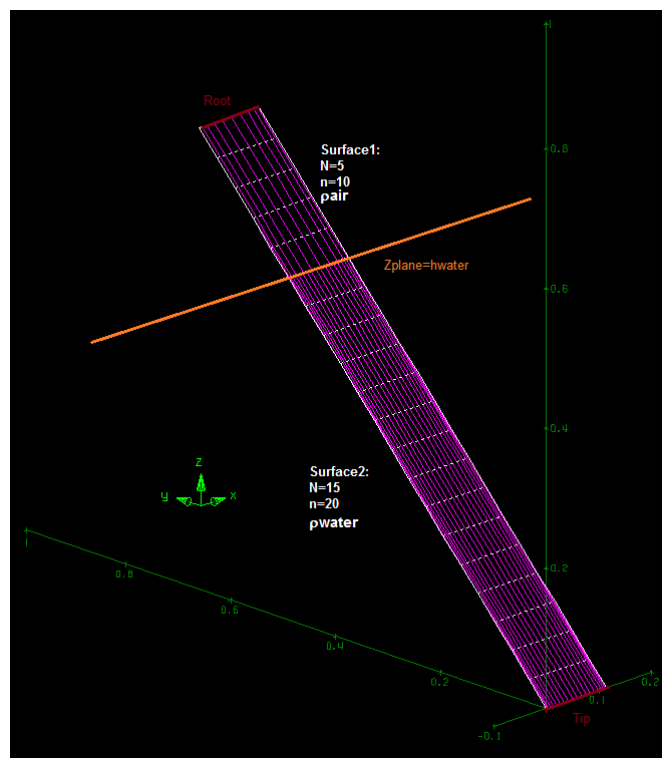 1
Root
Surface1:
N=5
n=10
ρair
0.8
Zplane=hwater
0.6
0.4
Surface2:
N=15
n=20
ρwater
z
y
x
1
0.8
0.6
0.4
0.2
0.2
0.2
0.1
Tip
-0.1